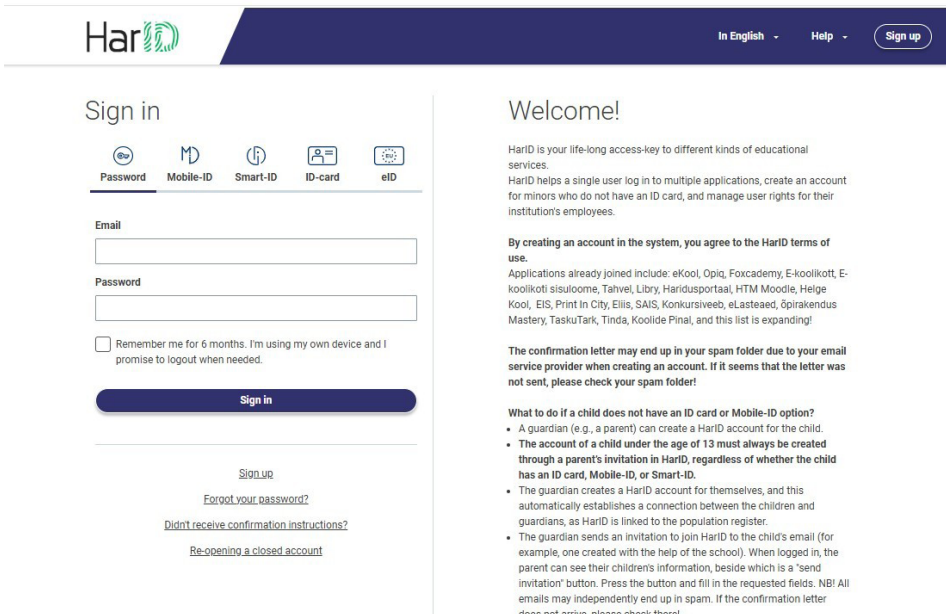 HarID
In English
Help
Sign up
Sign in
Password
Mobile-ID
Smart-ID
ID-card
EU
eID
Email
Password
Remember me for 6 months. I'm using my own device and I
promise to logout when needed.
Sign in
Sign up
Forgot your password?
Didn't receive confirmation instructions?
Re-opening a closed account
Welcome!
HarID is your life-long access-key to different kinds of educational
services.
HarID helps a single user log in to multiple applications, create an account
for minors who do not have an ID card, and manage user rights for their
institution's employees.
By creating an account in the system, you agree to the HarID terms of
use.
Applications already joined include: eKool, Opiq, Foxcademy, E-koolikott, E-
koolikoti sisuloome, Tahvel, Libry, Haridusportaal, HTM Moodle, Helge
Kool, EIS, Print In City, Eliis, SAIS, Konkursiveeb, eLasteaed, õpirakendus
Mastery, TaskuTark, Tinda, Koolide Pinal, and this list is expanding!
The confirmation letter may end up in your spam folder due to your email
service provider when creating an account. If it seems that the letter was
not sent, please check your spam folder!
What to do if a child does not have an ID card or Mobile-ID option?
• A guardian (e.g., a parent) can create a HarID account for the child.
• The account of a child under the age of 13 must always be created
through a parent's invitation in HarID, regardless of whether the child
has an ID card, Mobile-ID, or Smart-ID.
• The guardian creates a HarID account for themselves, and this
automatically establishes a connection between the children and
guardians, as HarID is linked to the population register.
• The guardian sends an invitation to join HarID to the child's email (for
example, one created with the help of the school). When logged in, the
parent can see their children's information, beside which is a "send
invitation" button. Press the button and fill in the requested fields. NB! All
emails may independently end up in spam. If the confirmation letter
does not arrive, please check there!